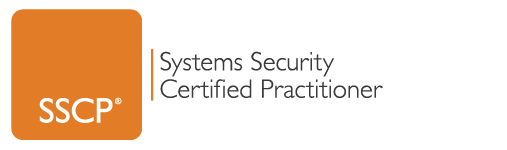 SSCP®
Systems Security
Certified Practitioner